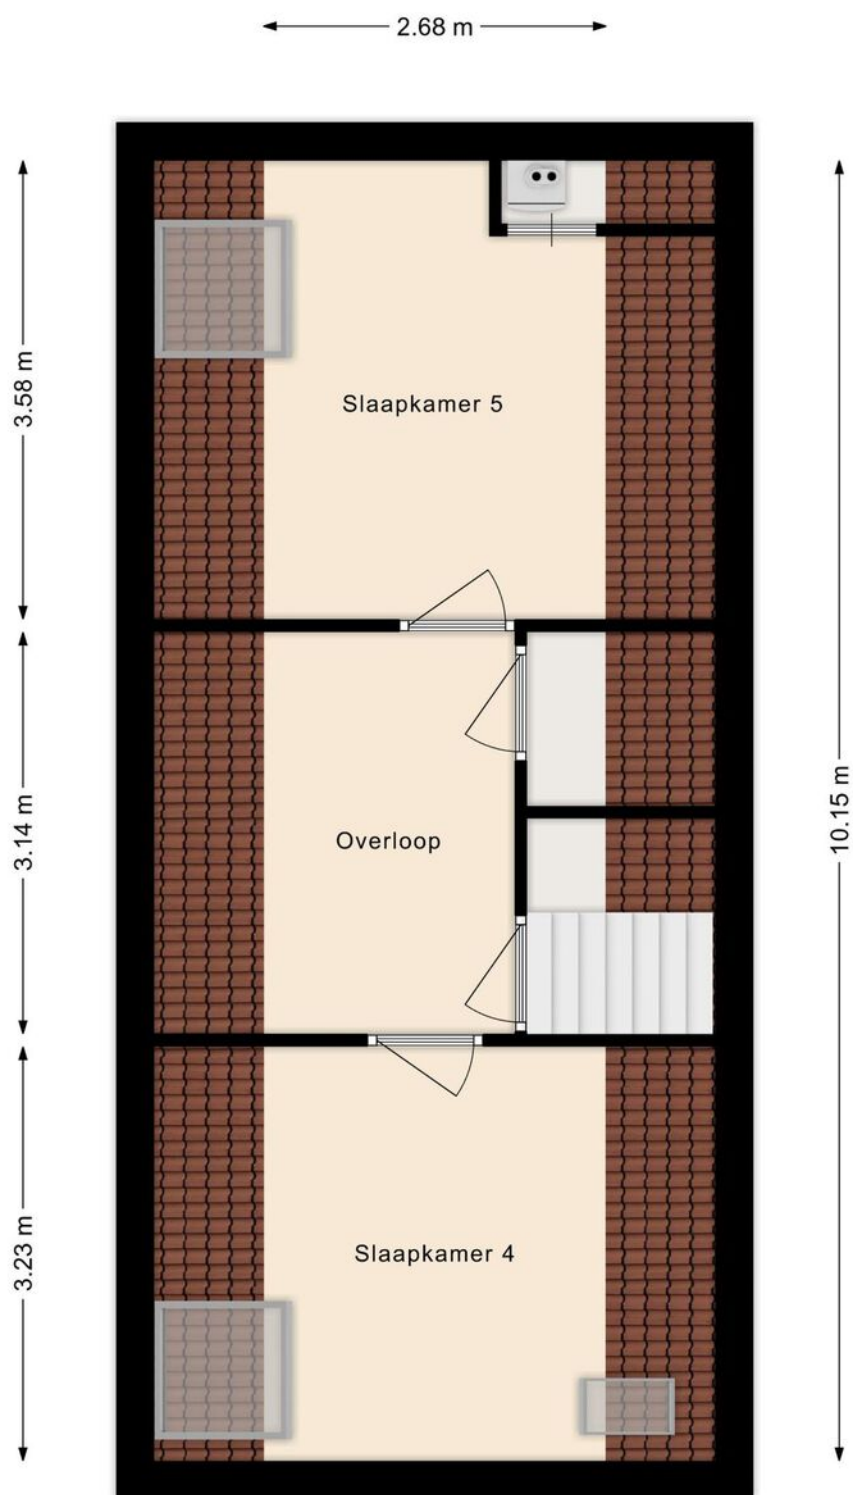 2.68 m
3.58 m
Slaapkamer 5
10.15 m
3.14 m
Overloop
3.23 m
Slaapkamer 4